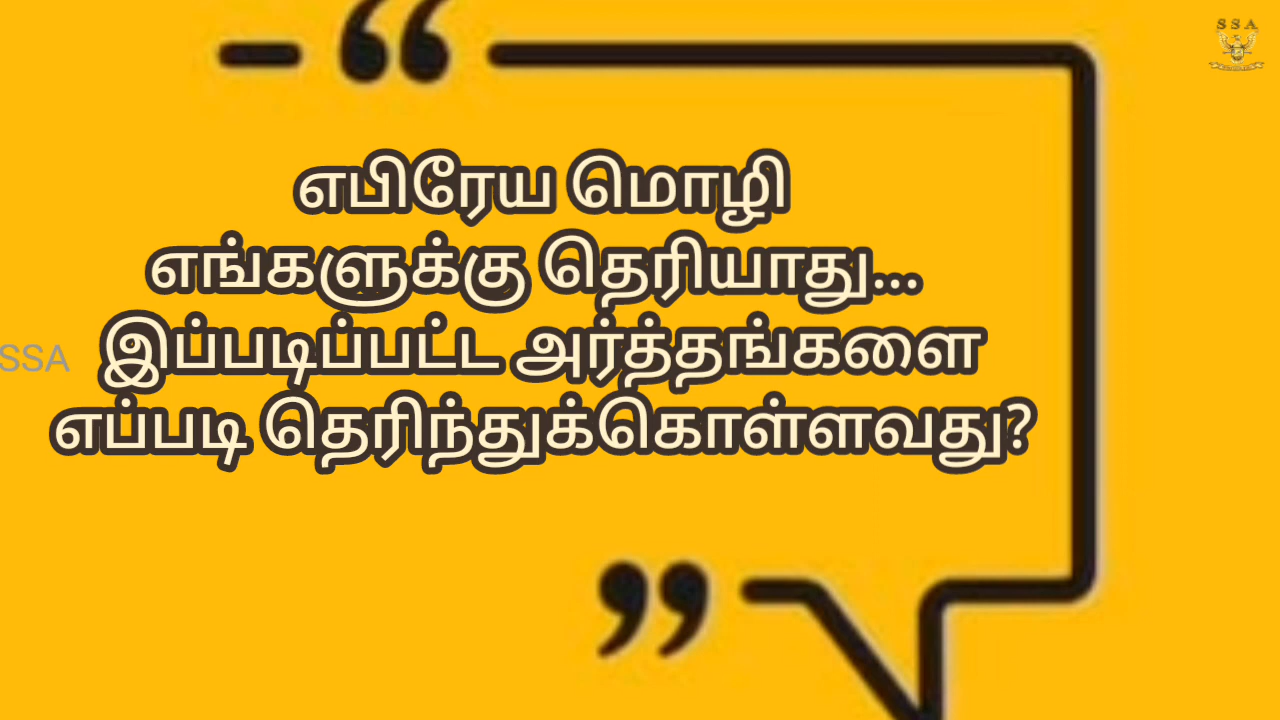 SSA
எபிரேய மொழி
எங்களுக்கு தெரியாது...
இப்படிப்பட்ட அர்த்தங்களை
எப்படி தெரிந்துக்கொள்ளவது?
SSA